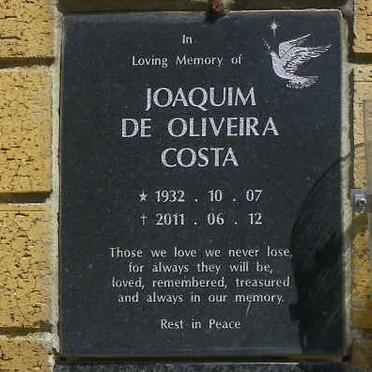 In
Loving Memory of
JOAQUIM
DE OLIVEIRA
COSTA
★ 1932 . 10 . 07
† 2011 . 06 . 12
Those we love we never lose,
for always they will be,
loved, remembered, treasured
and always in our memory.
Rest in Peace